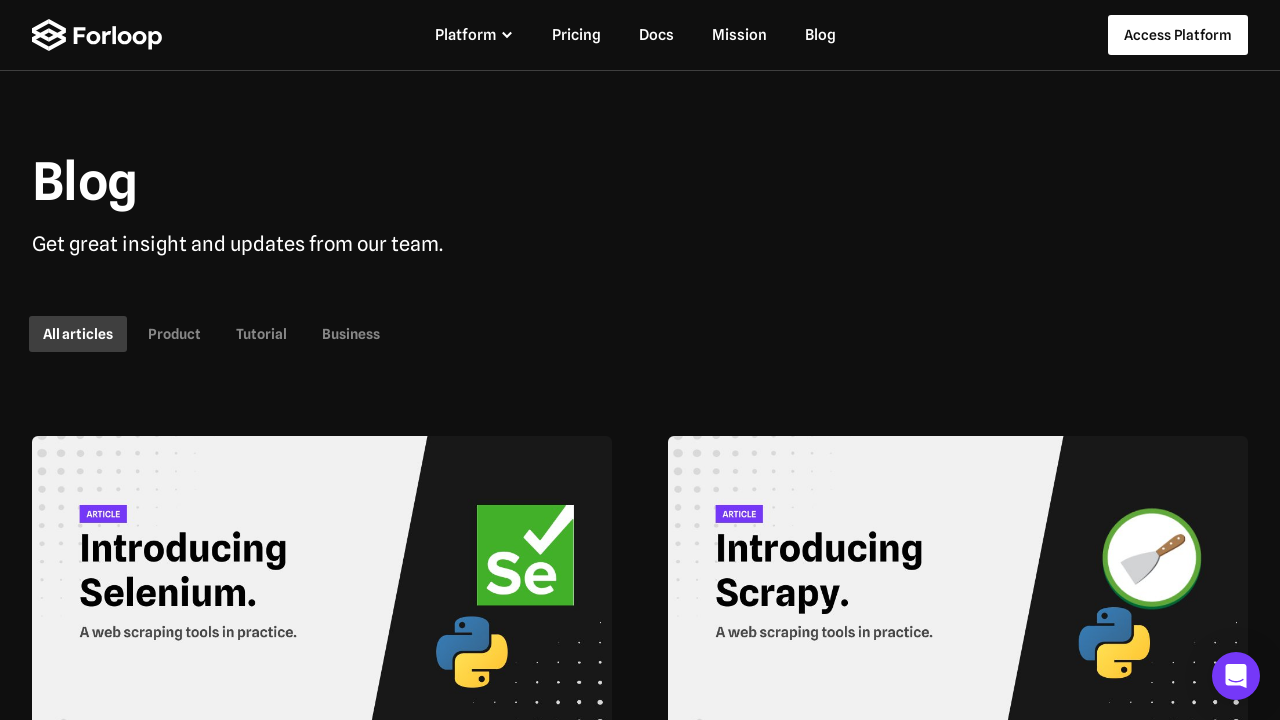 Forloop
Platform
Pricing
Docs
Mission
Blog
Access Platform
Blog
Get great insight and updates from our team.
All articles
Product
Tutorial
Business
ARTICLE
Introducing
Selenium.
A web scraping tools in practice.
Se
ARTICLE
Introducing
Scrapy.
A web scraping tools in practice.